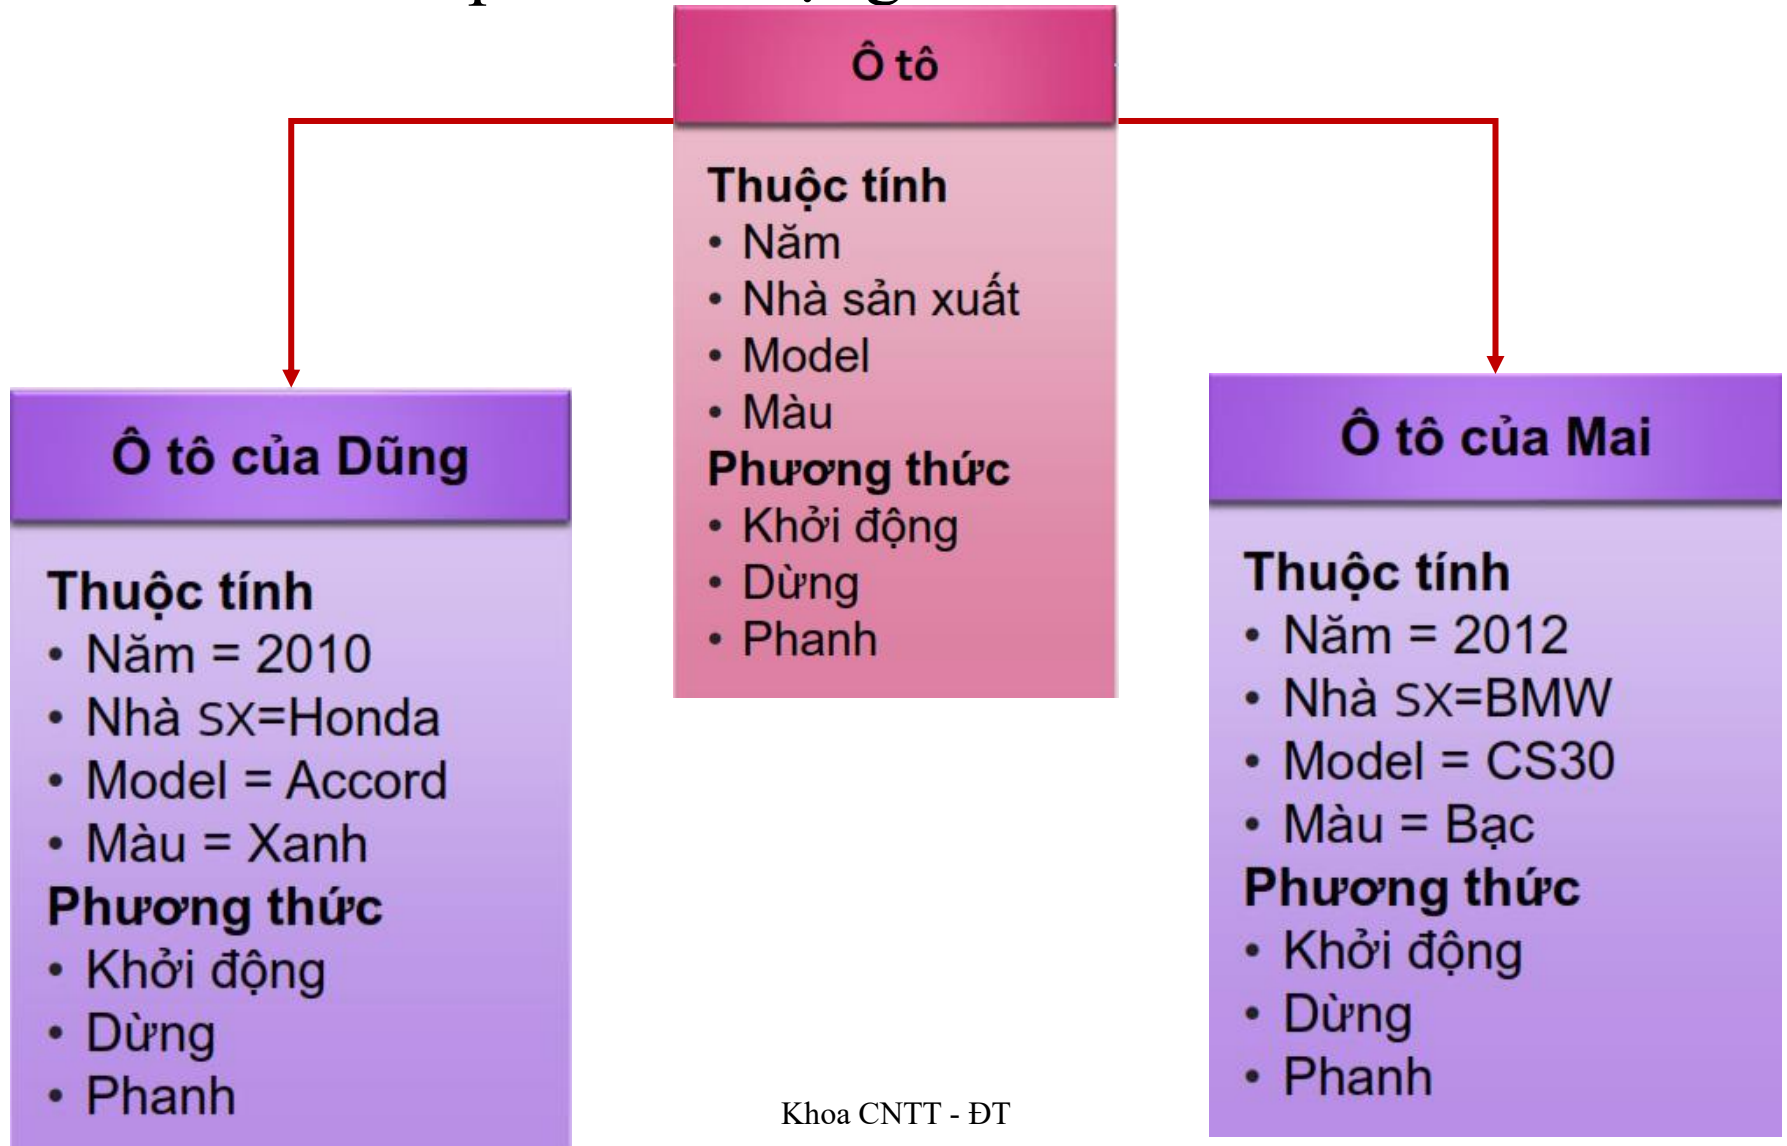 Ô tô
Thuộc tính
• Năm
• Nhà sản xuất
• Model
• Màu
Phương thức
• Khởi động
• Dừng
• Phanh
Ô tô của Dũng
Thuộc tính
• Năm = 2010
• Nhà SX=Honda
• Model = Accord
• Màu = Xanh
Phương thức
• Khởi động
• Dừng
• Phanh
Ô tô của Mai
Thuộc tính
• Năm = 2012
• Nhà SX=BMW
• Model = CS30
• Màu = Bạc
Phương thức
• Khởi động
• Dừng
• Phanh
Khoa CNTT - ĐT